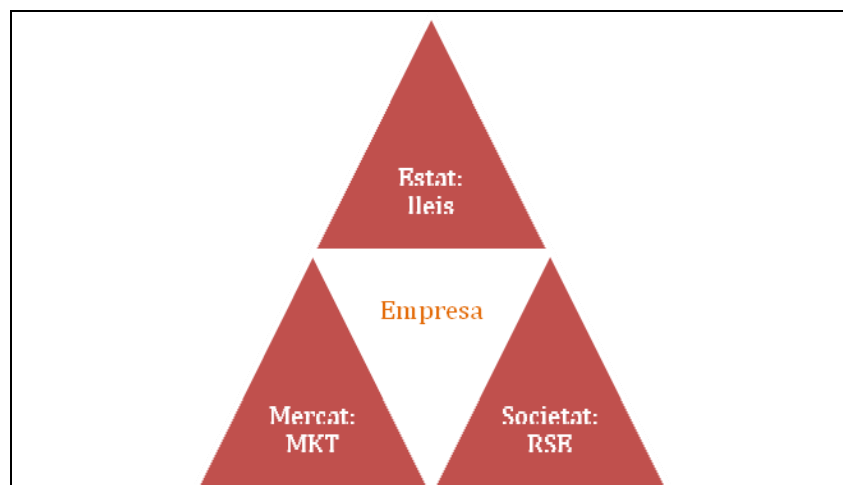 Estat:
lleis
Empresa
Mercat:
MKT
Societat:
RSE